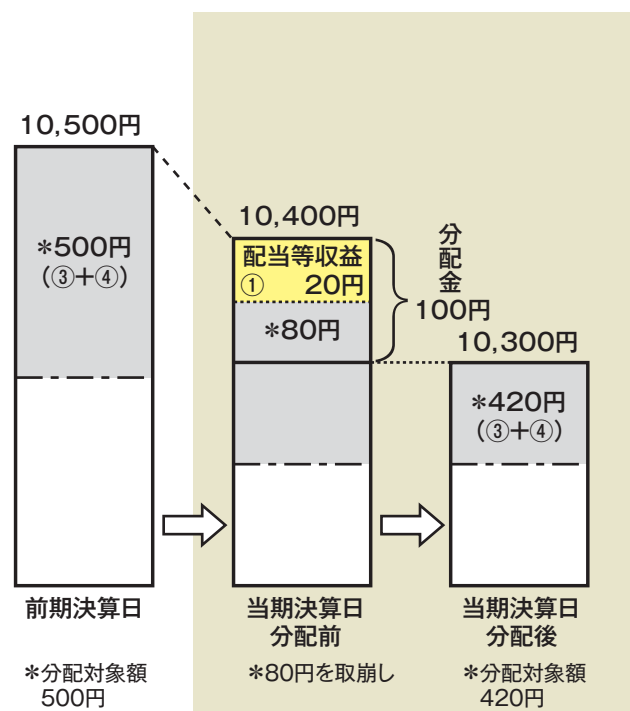 10,500円
*500円
(③+④)
10,400円
配当等収益
① 20円
*80円
分配金
100円
10,300円
*420円
(③+④)
前期決算日
当期決算日
分配前
当期決算日
分配後
*分配対象額
500円
*80円を取崩し
*分配対象額
420円